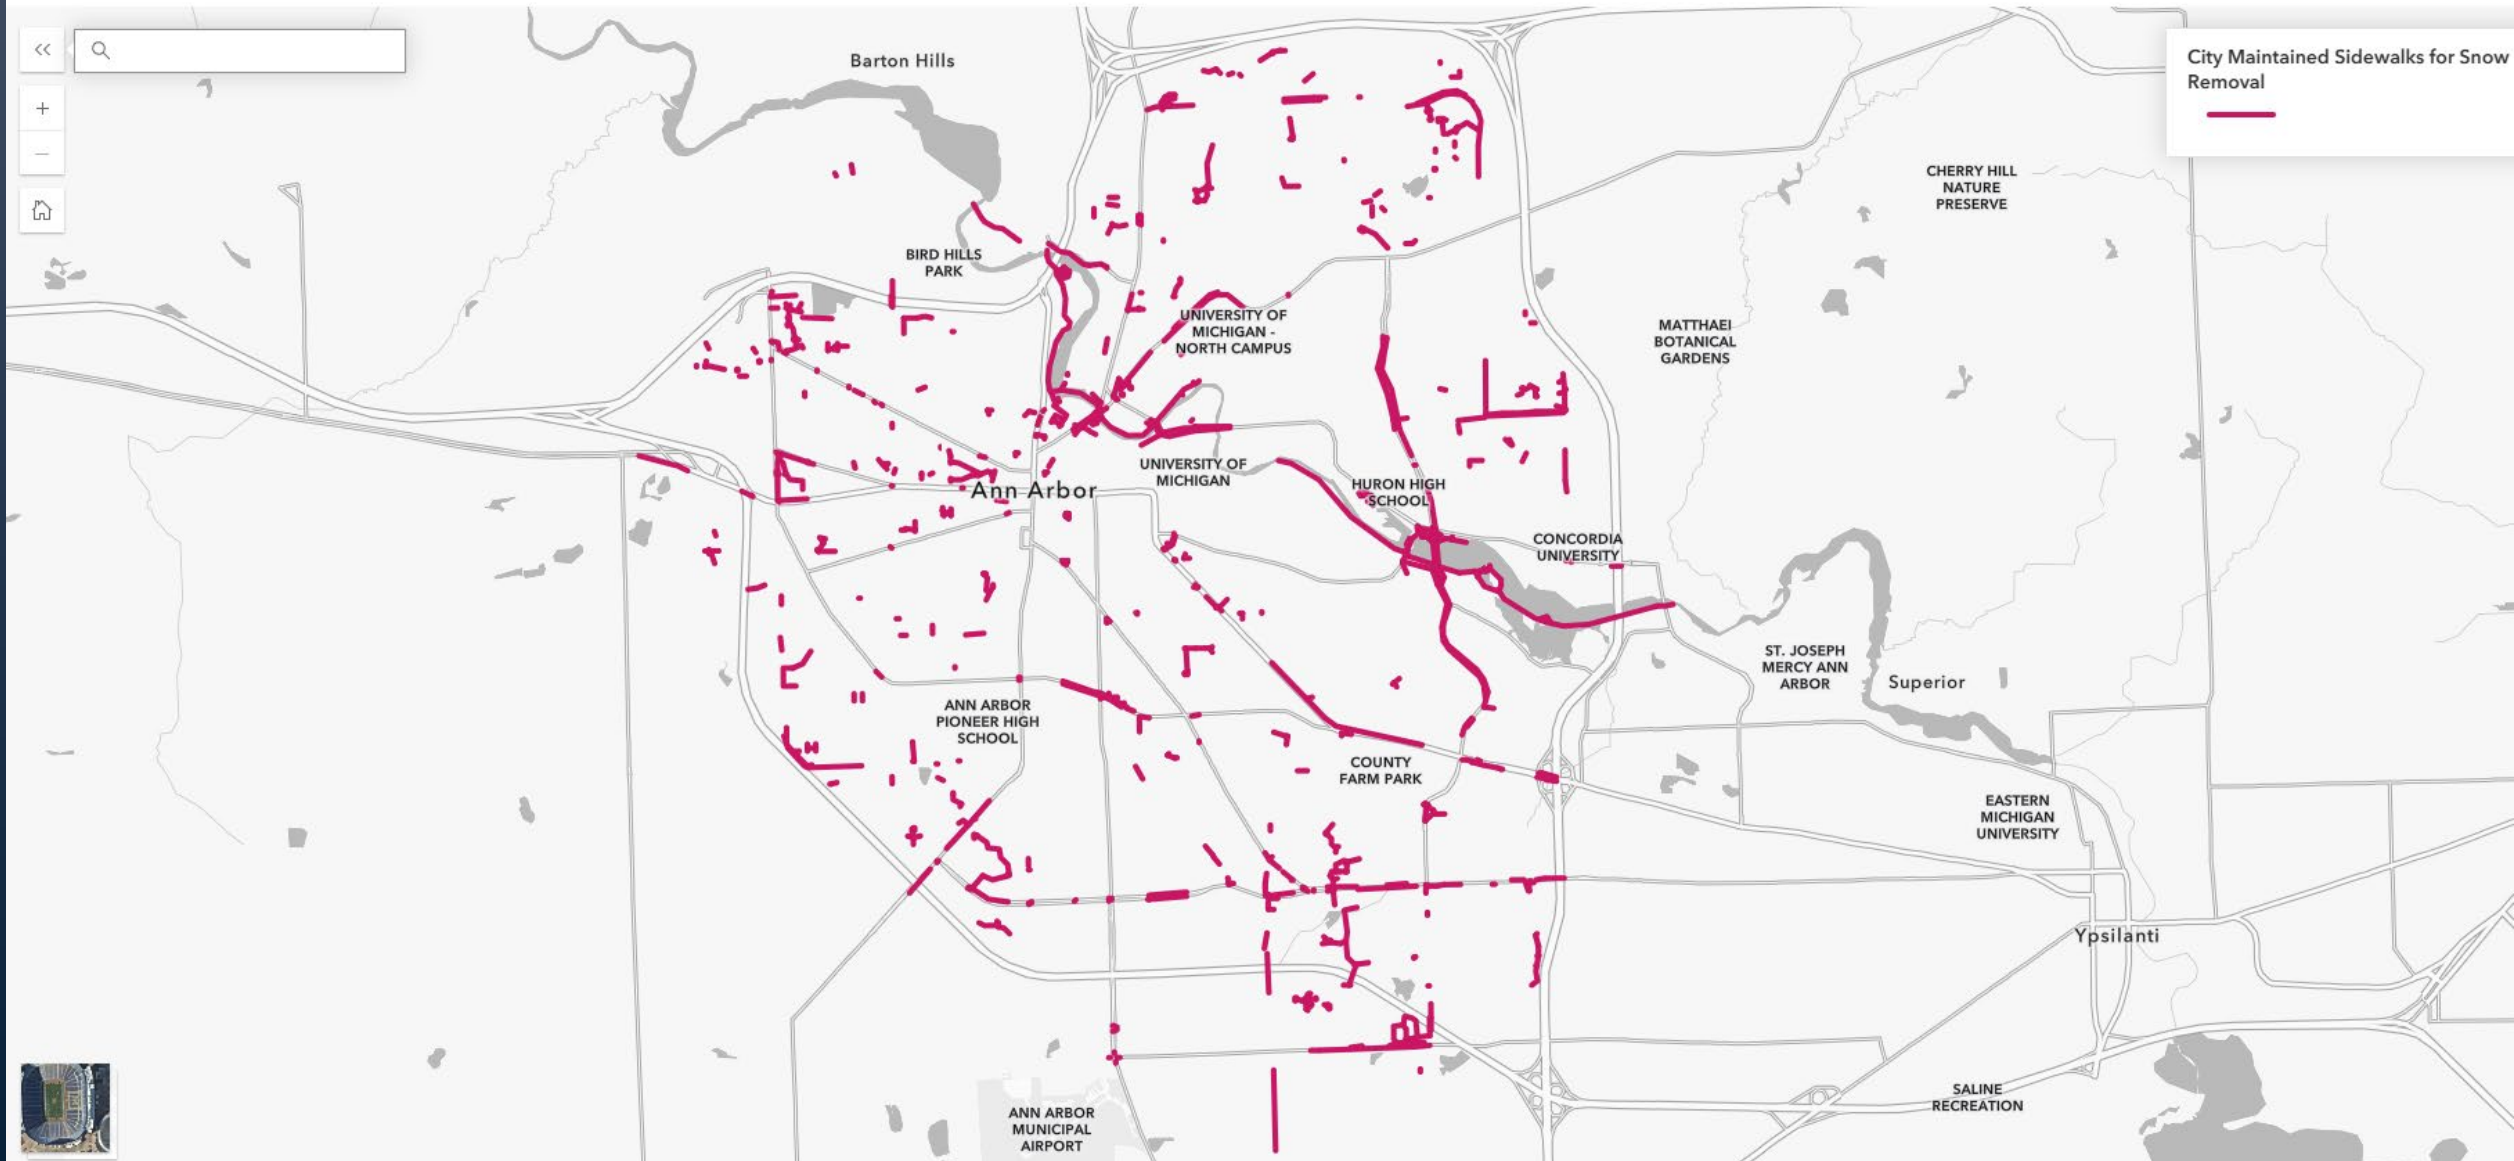 City Maintained Sidewalks for Snow
Removal
Barton Hills
CHERRY HILL
NATURE
PRESERVE
BIRD HILLS
PARK
UNIVERSITY OF
MICHIGAN -
NORTH CAMPUS
MATTHAEI
BOTANICAL
GARDENS
UNIVERSITY OF
MICHIGAN
Ann Arbor
HURON HIGH
SCHOOL
CONCORDIA
UNIVERSITY
ST. JOSEPH
MERCY ANN
ARBOR
Superior
ANN ARBOR
PIONEER HIGH
SCHOOL
COUNTY
FARM PARK
EASTERN
MICHIGAN
UNIVERSITY
Ypsilanti
SALINE
RECREATION
ANN ARBOR
MUNICIPAL
AIRPORT